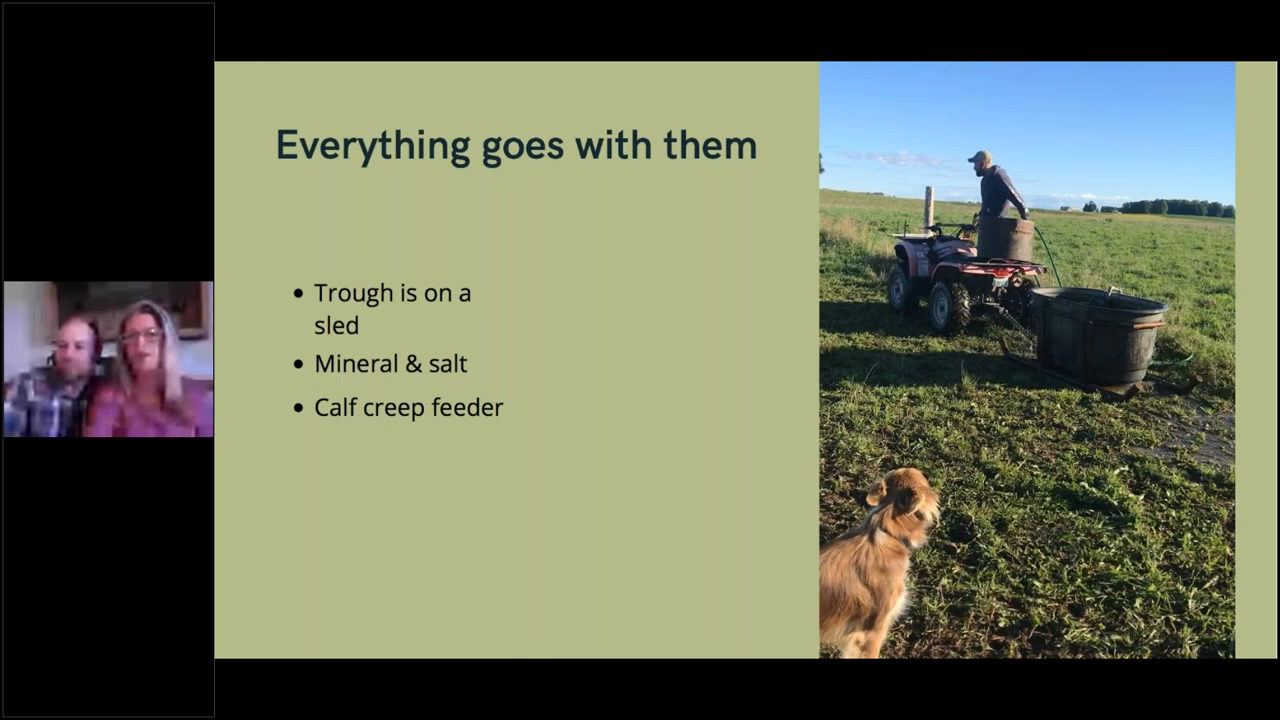 Everything goes with them
• Trough is on a
sled
• Mineral & salt
• Calf creep feeder